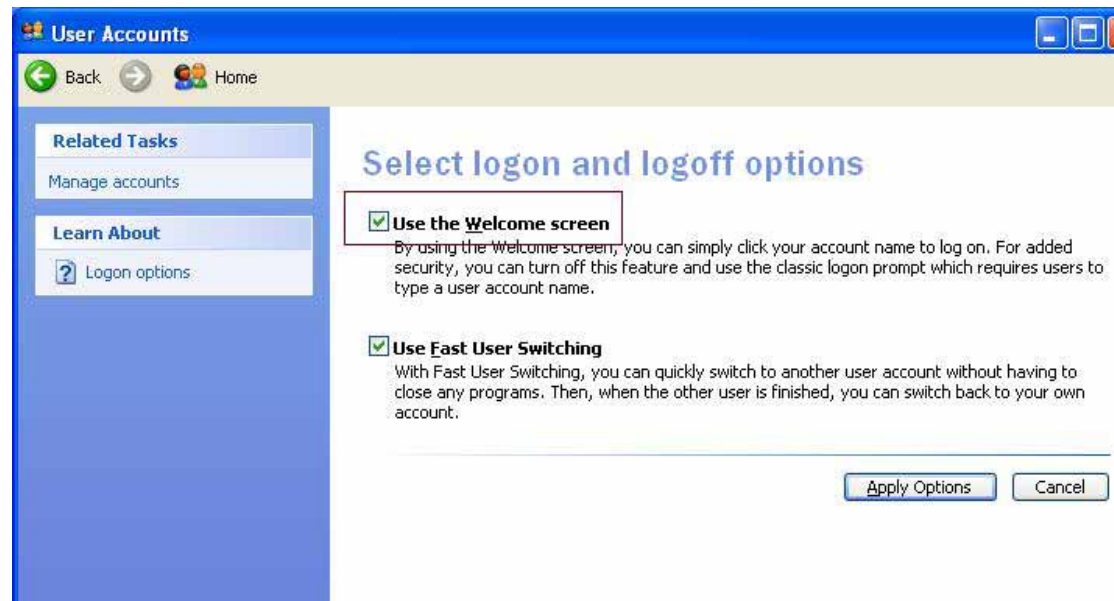 User Accounts
Back Home
Related Tasks
Manage accounts
Learn About
Logon options
Select logon and logoff options
Use the Welcome screen
By using the Welcome screen, you can simply click your account name to log on. For added
security, you can turn off this feature and use the classic logon prompt which requires users to
type a user account name.
Use Fast User Switching
With Fast User Switching, you can quickly switch to another user account without having to
close any programs. Then, when the other user is finished, you can switch back to your own
account.
Apply Options Cancel